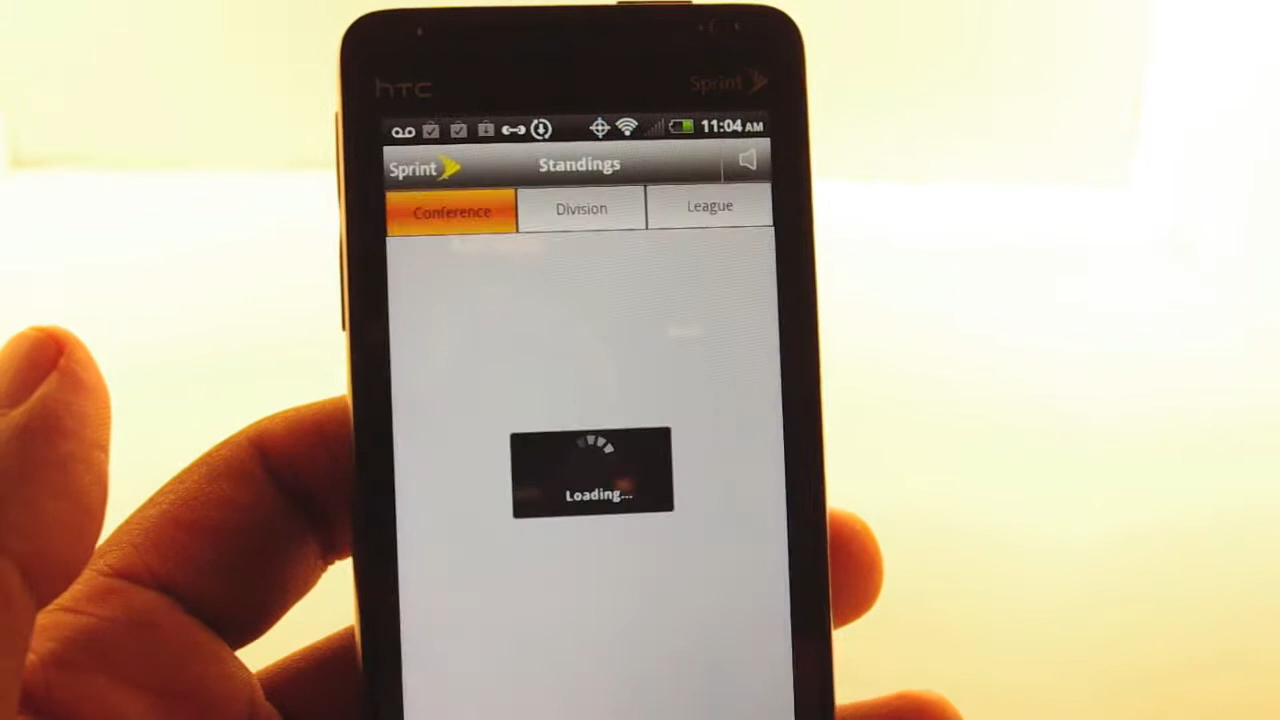 hTC Sprint
11:04 AM
Sprint Standings
Conference Division League
Loading...